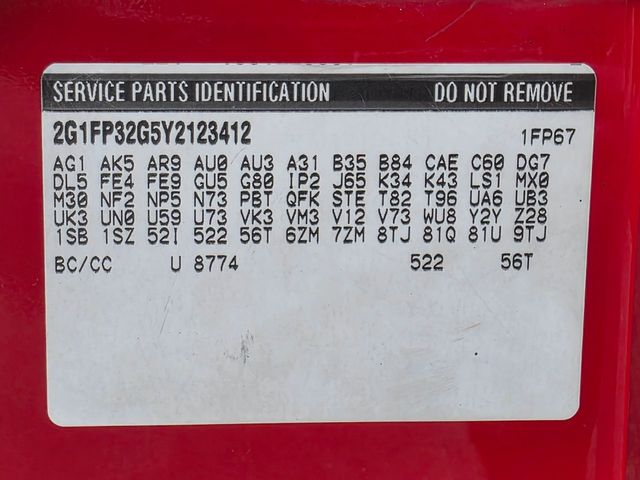 SERVICE PARTS IDENTIFICATION DO NOT REMOVE
2G1FP32G5Y2123412 1FP67
AG1 AK5 AR9 AU0 AU3 A31 B35 B84 CAE C60 DG7
DL5 FE4 FE9 GU5 G80 IP2 J65 K34 K43 LS1 MX0
M30 NF2 NP5 N73 PBT QFK STE T82 T96 UA6 UB3
UK3 UN0 U59 U73 VK3 VM3 V12 V73 WU8 Y2Y Z28
1SB 1SZ 52I 522 56T 6ZM 7ZM 8TJ 81Q 81U 9TJ
BC/CC U 8774 522 56T